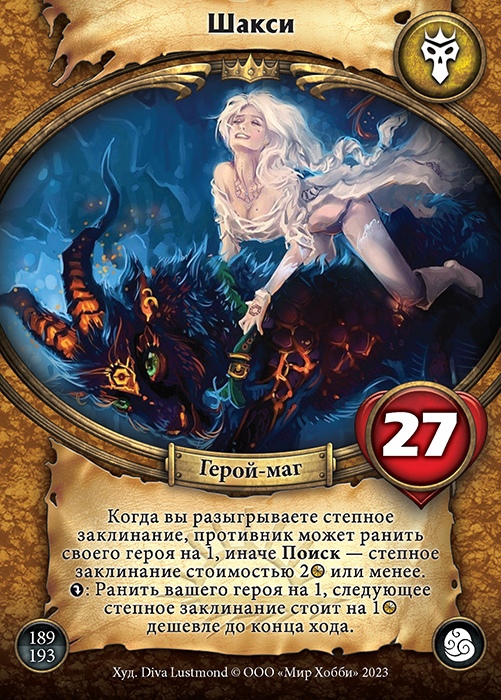 Шакси
27
Герой-маг
Когда вы разыгрываете степное
заклинание, противник может ранить
своего героя на 1, иначе Поиск — степное
заклинание стоимостью 2 или менее.
: Ранить вашего героя на 1, следующее
степное заклинание стоит на 1
дешевле до конца хода.
189
193
Худ. Diva Lustmond © ООО «Мир Хобби» 2023